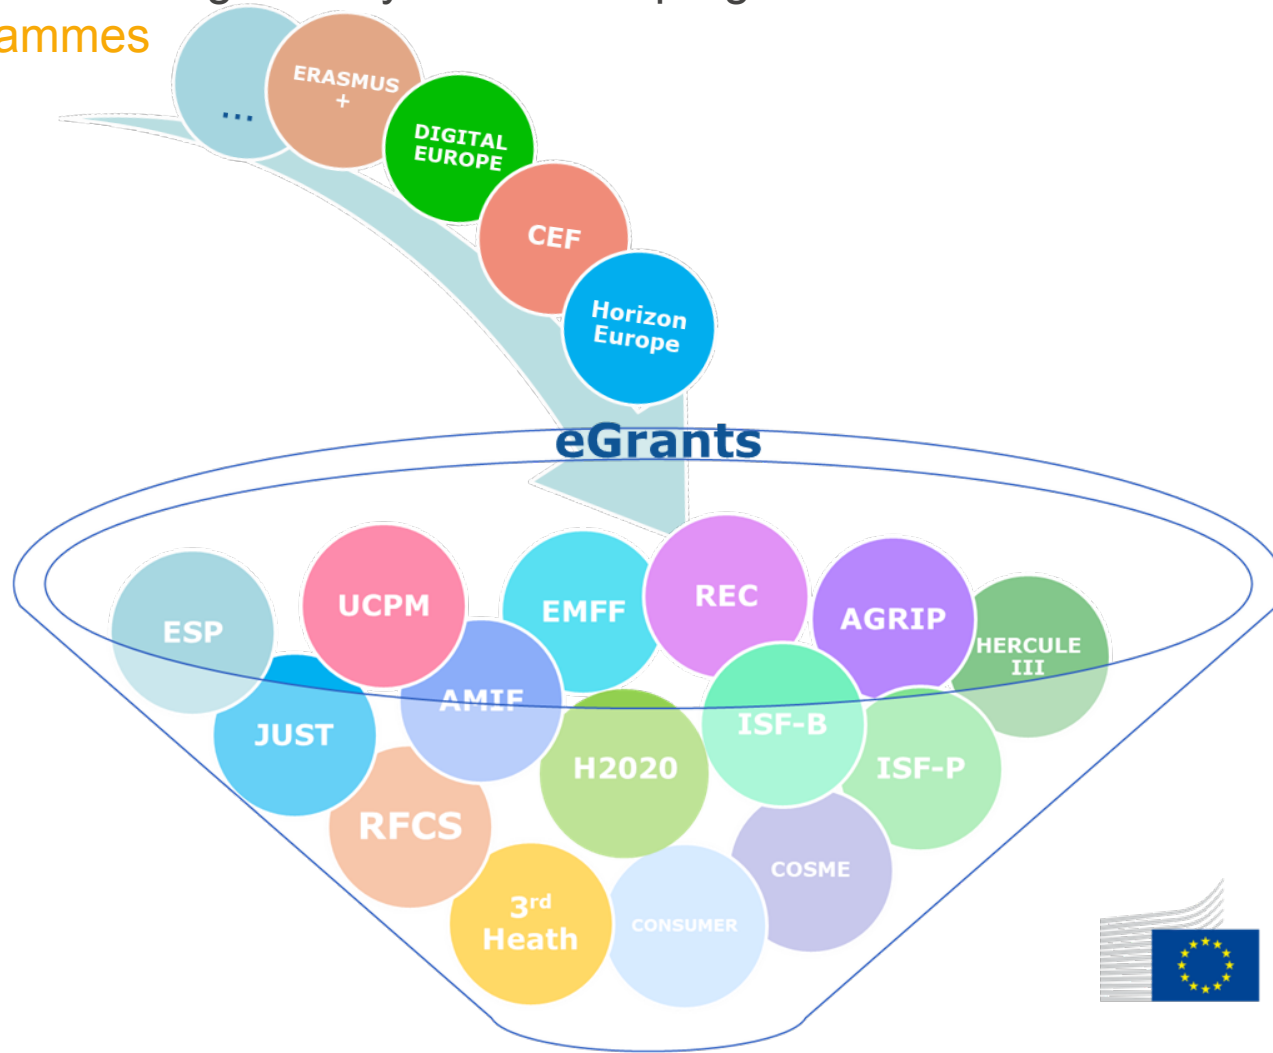 ammes
...
ERASMUS
+
DIGITAL
EUROPE
CEF
Horizon
Europe
eGrants
ESP
UCPM
EMFF
REC
AGRIP
HERCULE
III
JUST
AMIF
H2020
ISF-B
ISF-P
RFCS
COSME
3rd
Heath
CONSUMER